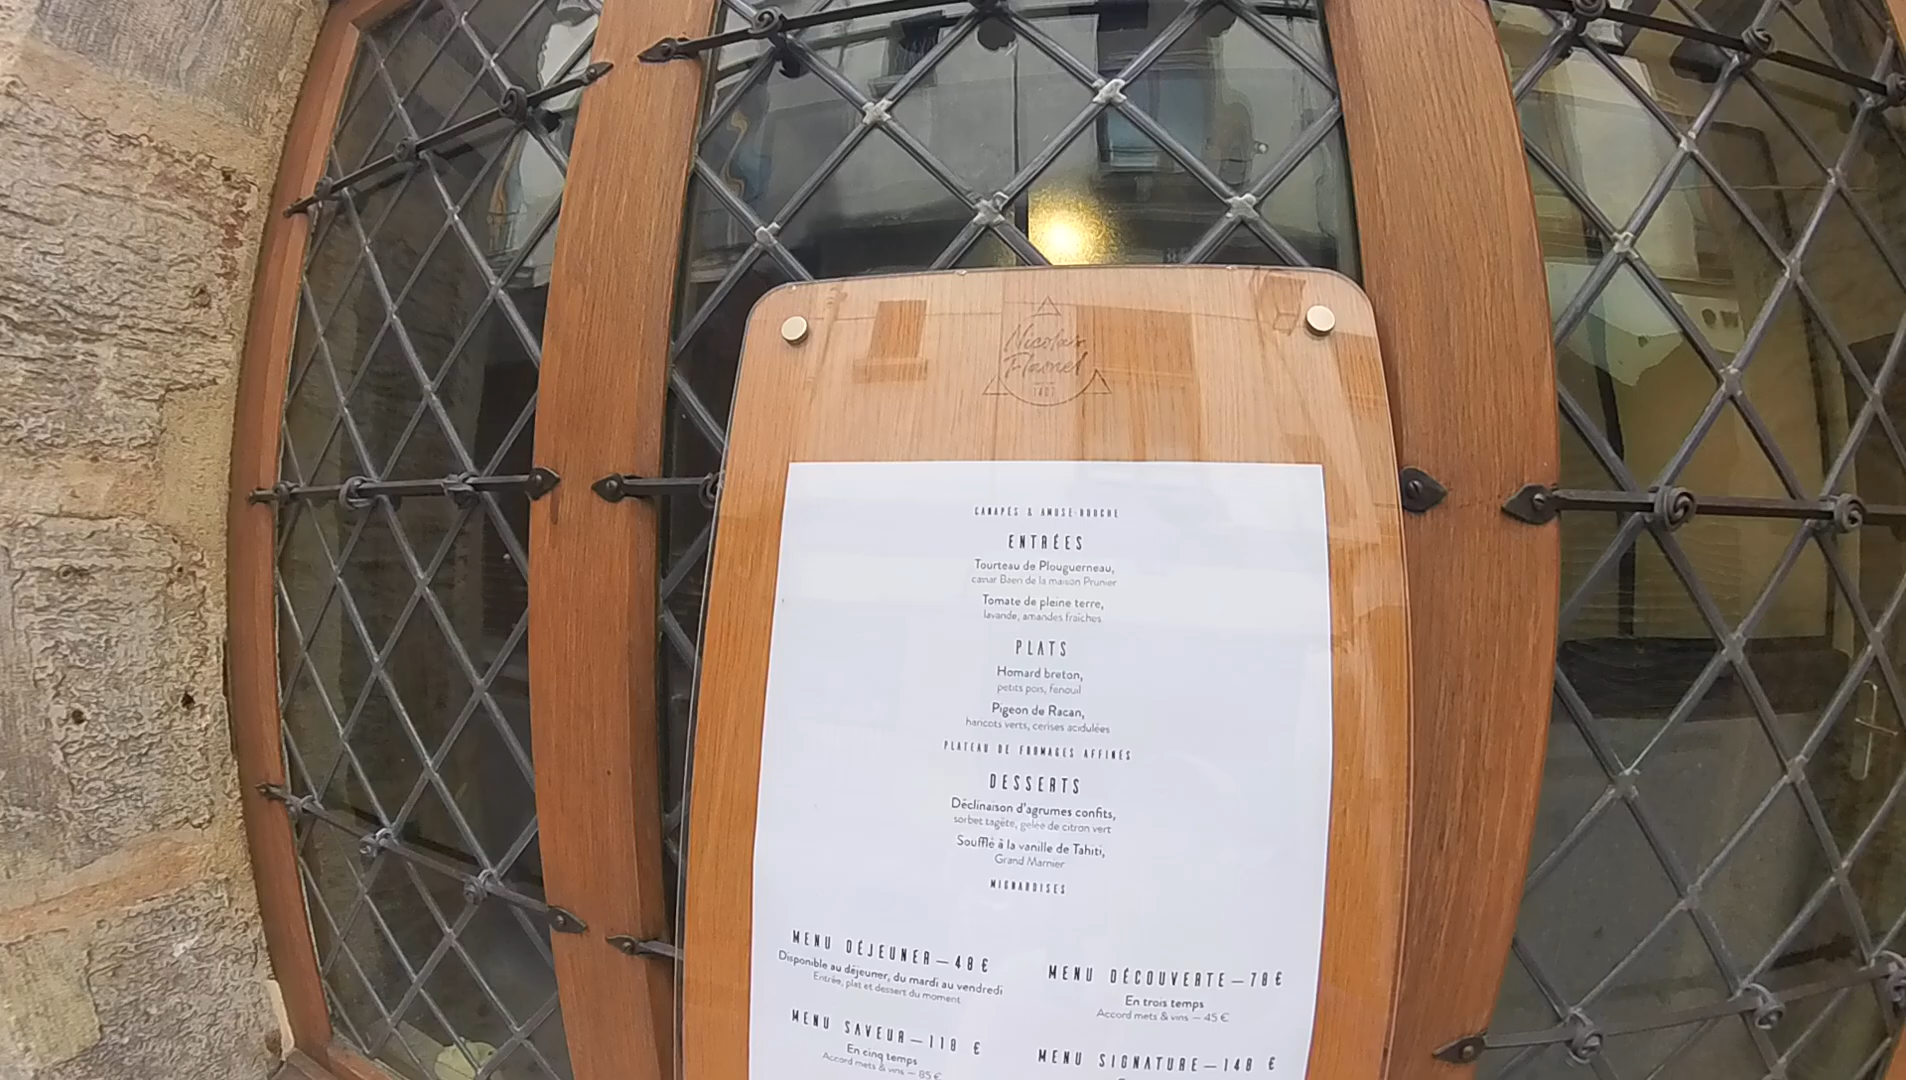 Nicolas
Flamel
1407
CANAPÉS & AMUSE-BOUCHE
ENTRÉES
Tourteau de Plouguerneau,
caviar Baeri de la maison Prunier
Tomate de pleine terre,
lavande, amandes fraîches
PLATS
Homard breton,
petits pois, fenouil
Pigeon de Racan,
haricots verts, cerises acidulées
PLATEAU DE FROMAGES AFFINÉS
DESSERTS
Déclinaison d'agrumes confits,
sorbet tagète, gelée de citron vert
Soufflé à la vanille de Tahiti,
Grand Marnier
MIGNARDISES
MENU DÉJEUNER—48 €
Disponible au déjeuner, du mardi au vendredi
Entrée, plat et dessert du moment
MENU SAVEUR—118 €
En cinq temps
Accord mets & vins — 85 €
MENU DÉCOUVERTE—78 €
En trois temps
Accord mets & vins — 45 €
MENU SIGNATURE—148 €